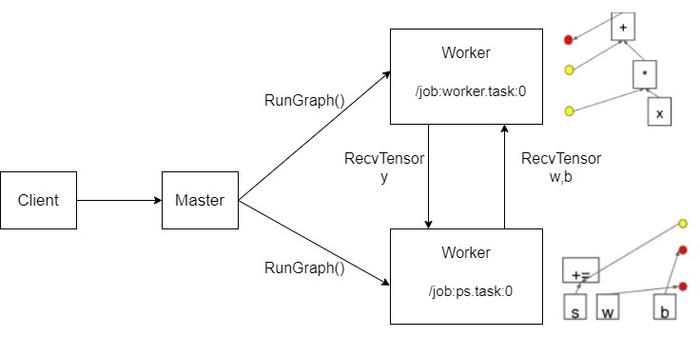 Client
Master
RunGraph()
RunGraph()
Worker
/job:worker.task:0
RecvTensor
y
RecvTensor
w,b
Worker
/job:ps.task:0
+
*
x
+=
s
w
b